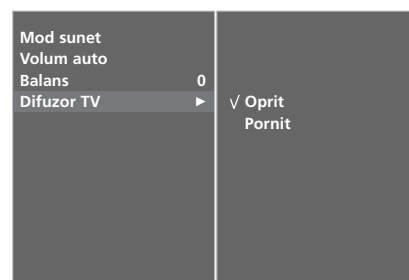 Mod sunet
Volum auto
Balans 0
Difuzor TV ►
√ Oprit
Pornit